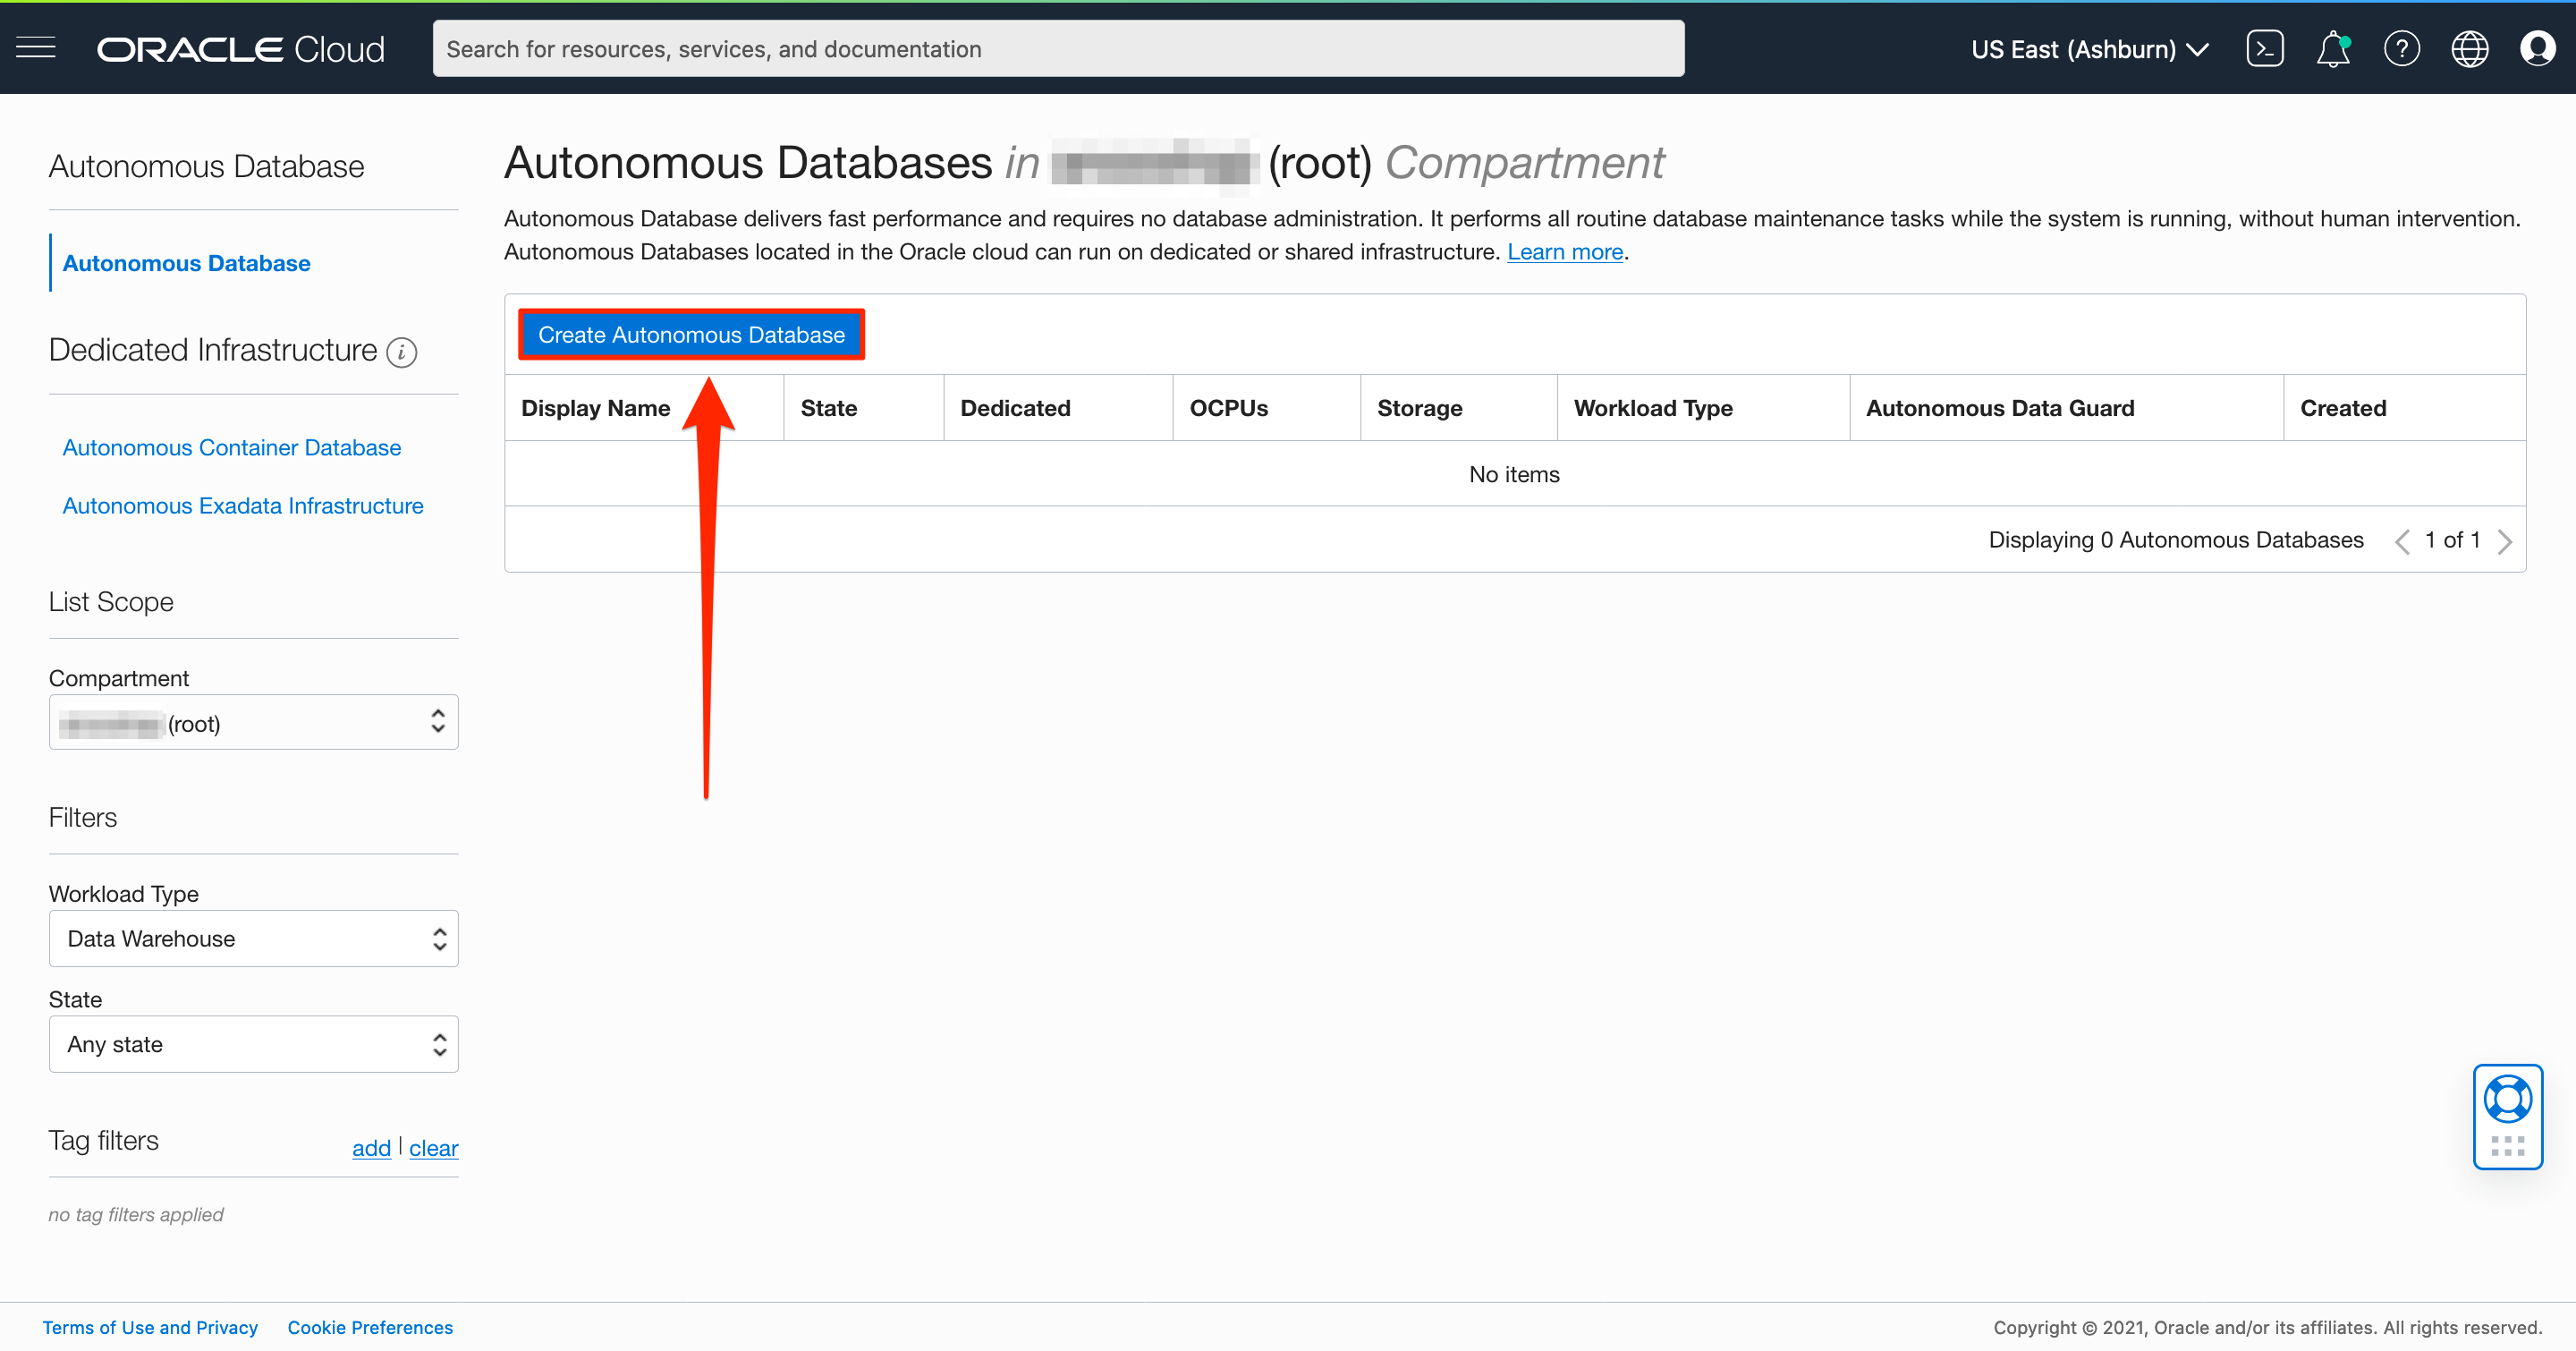 ORACLE Cloud
Search for resources, services, and documentation
US East (Ashburn)
Autonomous Database
Autonomous Database
Dedicated Infrastructure i
Autonomous Container Database
Autonomous Exadata Infrastructure
List Scope
Compartment
(root)
Filters
Workload Type
Data Warehouse
State
Any state
Tag filters
add | clear
no tag filters applied
Autonomous Databases in (root) Compartment
Autonomous Database delivers fast performance and requires no database administration. It performs all routine database maintenance tasks while the system is running, without human intervention.
Autonomous Databases located in the Oracle cloud can run on dedicated or shared infrastructure. Learn more.
Create Autonomous Database
Display Name State Dedicated OCPUs Storage Workload Type Autonomous Data Guard Created
No items
Displaying 0 Autonomous Databases < 1 of 1 >
Terms of Use and Privacy Cookie Preferences
Copyright © 2021, Oracle and/or its affiliates. All rights reserved.